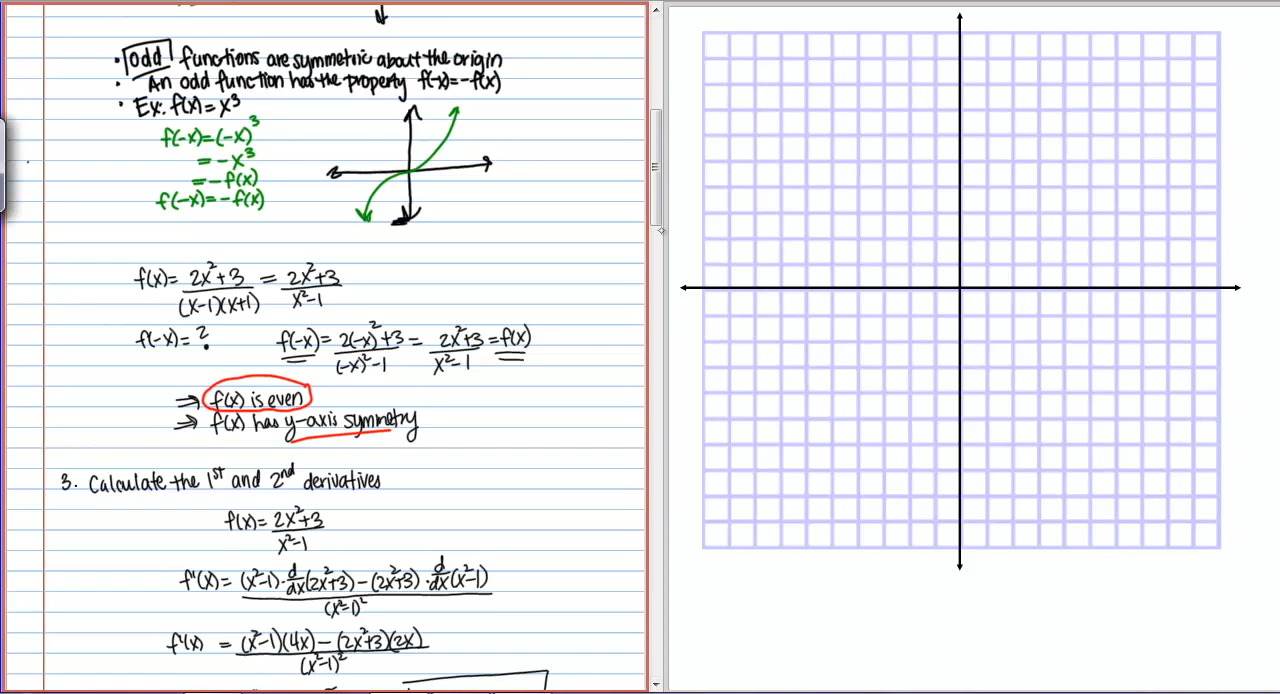 • Odd functions are symmetric about the origin
• An odd function has the property f(-x)=-f(x)
• Ex: f(x)=x³
f(-x)=(-x)³
=-x³
=-f(x)
f(-x)=-f(x)
f(x)= (2x²+3)/((x-1)(x+1)) = (2x²+3)/(x²-1)
f(-x)=? f(-x)= (2(-x)²+3)/((-x)²-1) = (2x²+3)/(x²-1) =f(x)
⇒ f(x) is even
⇒ f(x) has y-axis symmetry
3. Calculate the 1st and 2nd derivatives
f(x)= (2x²+3)/(x²-1)
f'(x)= ((x²-1)·d/dx(2x²+3)-(2x²+3)·d/dx(x²-1))/(x²-1)²
f'(x) = ((x²-1)(4x)-(2x²+3)(2x))/(x²-1)²